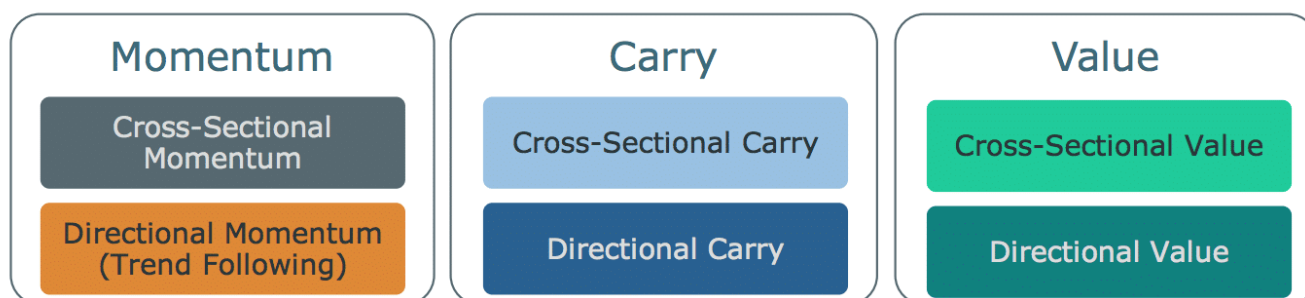 Momentum
Cross-Sectional
Momentum
Directional Momentum
(Trend Following)
Carry
Cross-Sectional Carry
Directional Carry
Value
Cross-Sectional Value
Directional Value